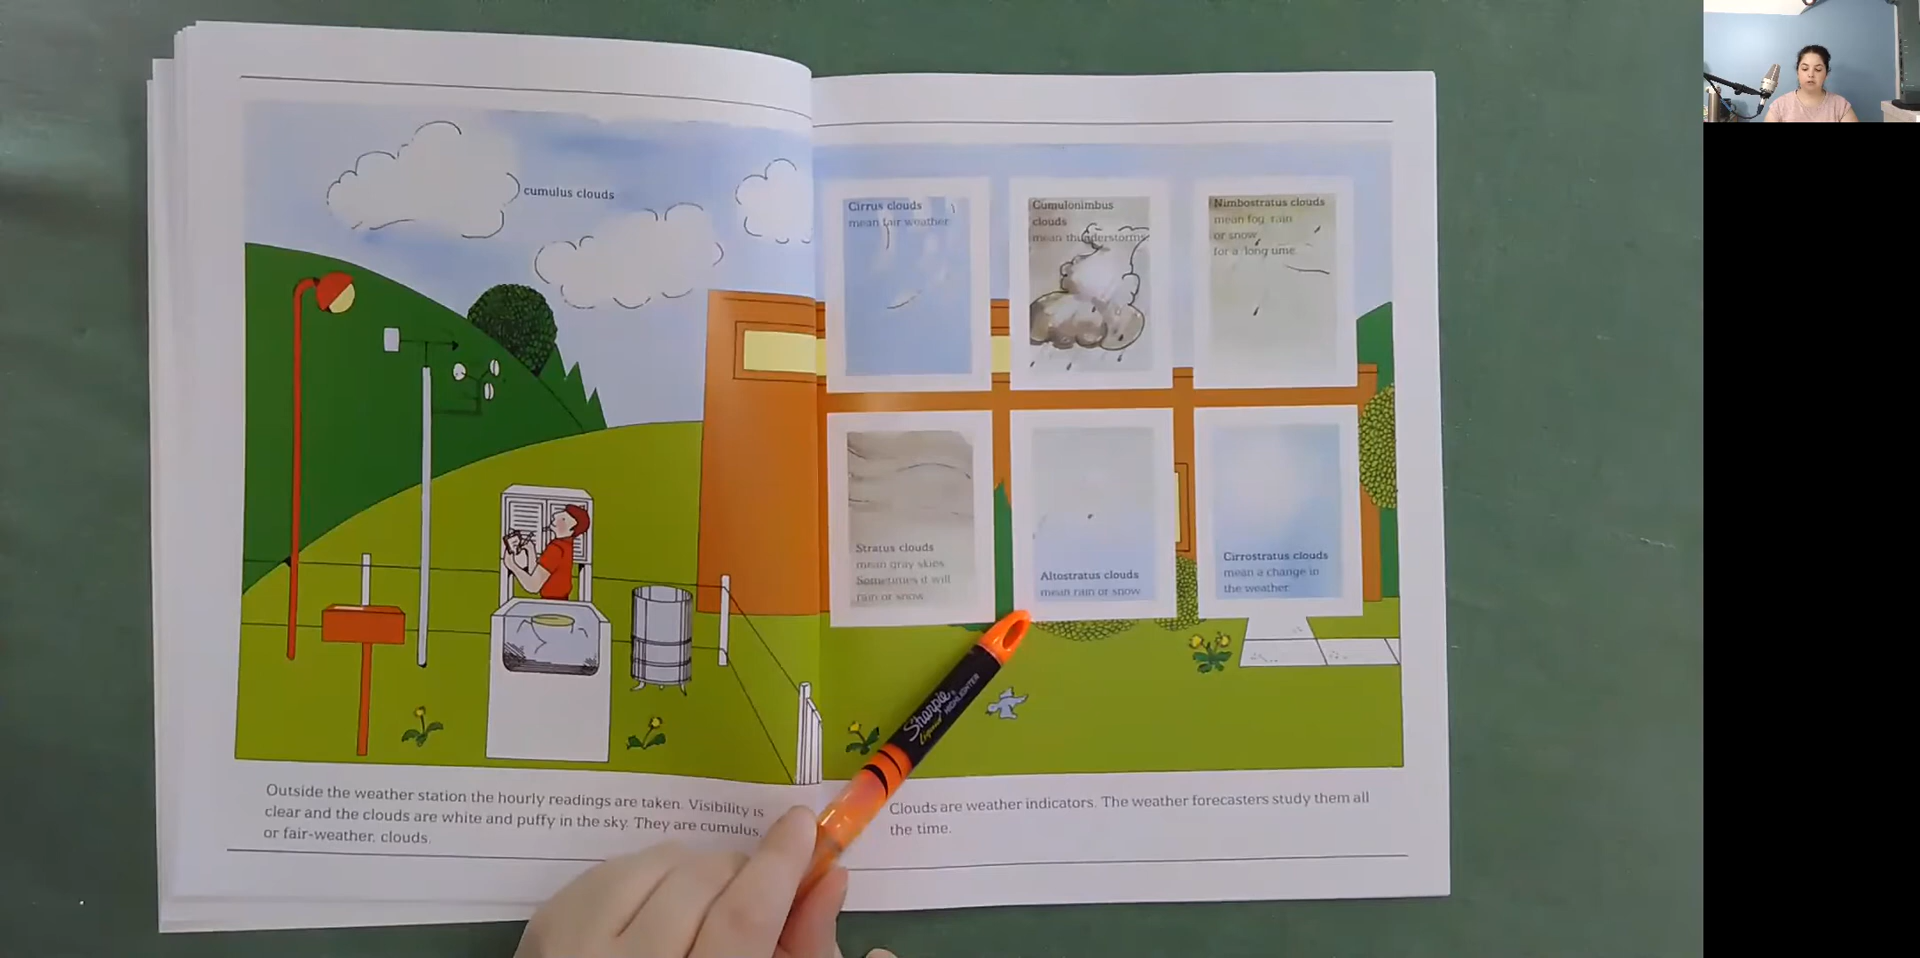 cumulus clouds
Outside the weather station the hourly readings are taken. Visibility is
clear and the clouds are white and puffy in the sky. They are cumulus,
or fair-weather, clouds.
Cirrus clouds
mean fair weather
Cumulonimbus
clouds
mean thunderstorms.
Nimbostratus clouds
mean fog, rain
or snow
for a long time.
Stratus clouds
mean gray skies.
Sometimes it will
rain or snow.
Altostratus clouds
mean rain or snow
Cirrostratus clouds
mean a change in
the weather.
Clouds are weather indicators. The weather forecasters study them all
the time.
Sharpie
Liquid HIGHLIGHTER